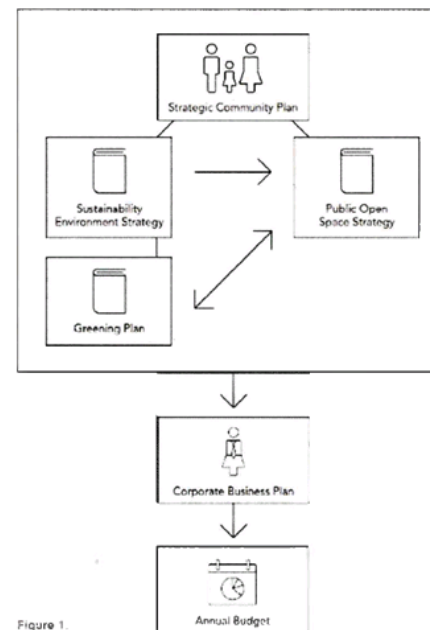 Strategic Community Plan
Sustainability
Environment Strategy
Public Open
Space Strategy
Greening Plan
Corporate Business Plan
Annual Budget
Figure 1.